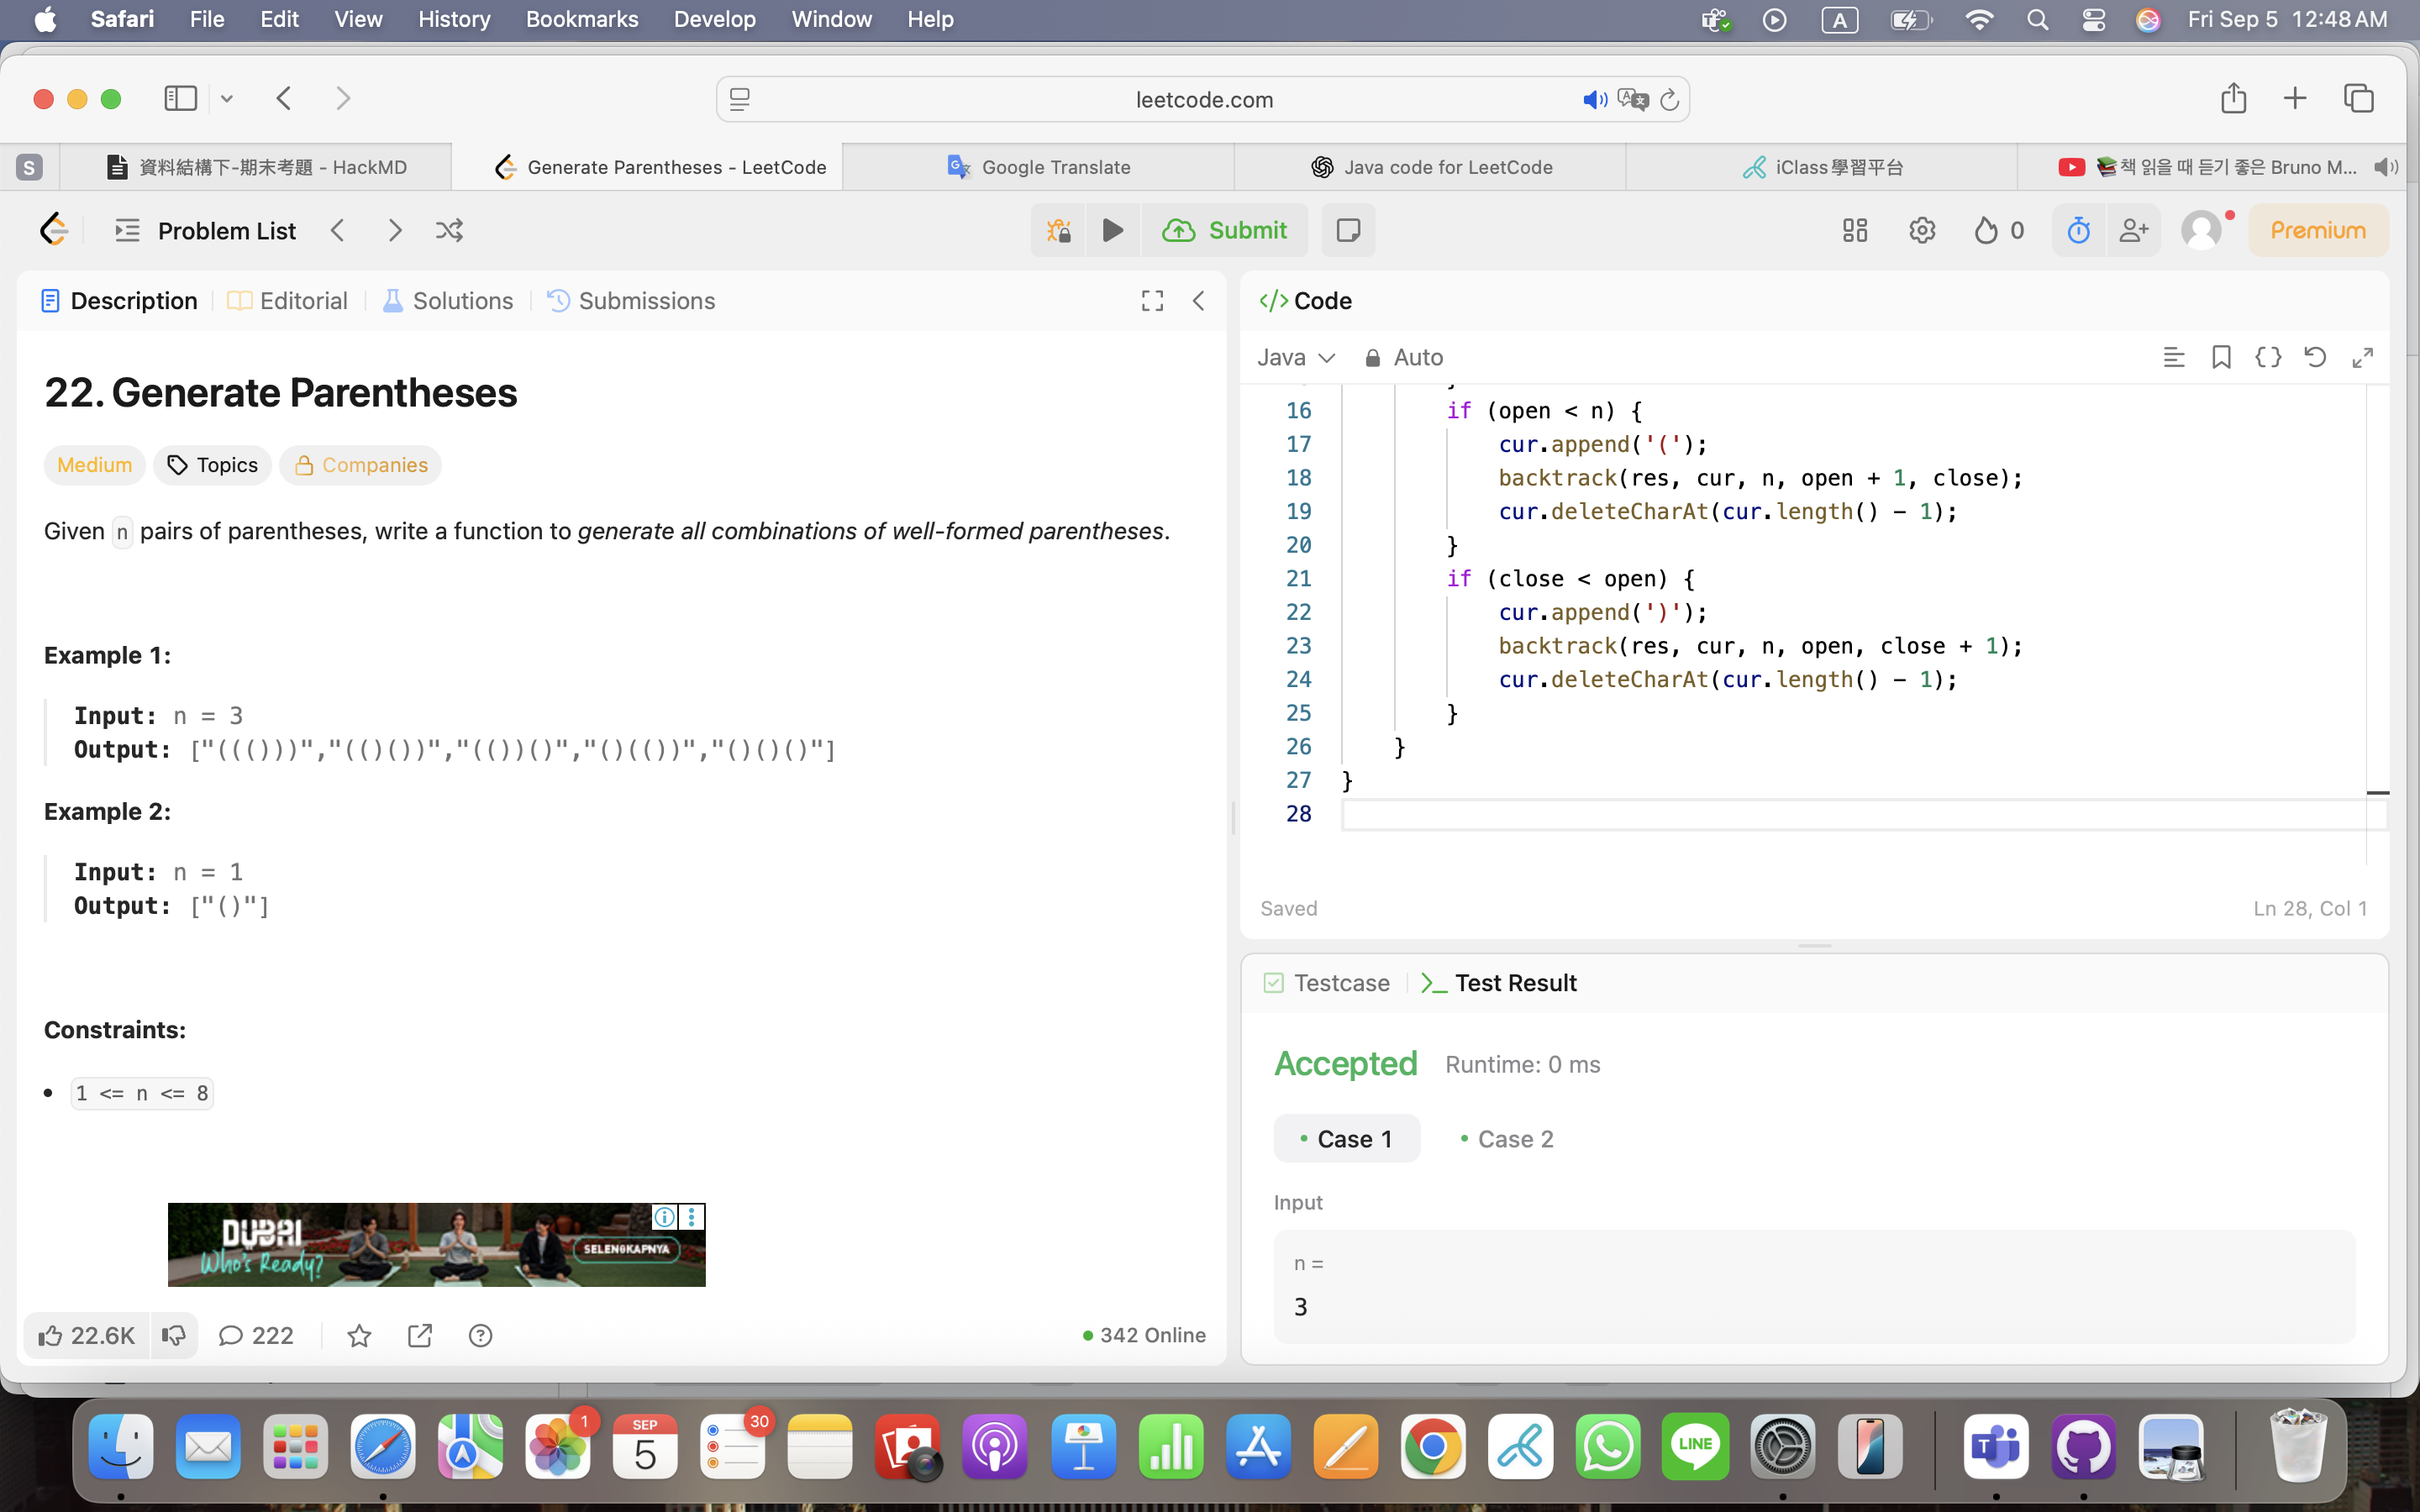 Safari File Edit View History Bookmarks Develop Window Help A Fri Sep 5 12:48 AM
leetcode.com
S 資料結構下-期末考題 - HackMD Generate Parentheses - LeetCode Google Translate Java code for LeetCode iClass學習平台 책 읽을 때 듣기 좋은 Bruno M...
Problem List Submit 0 Premium
Description Editorial Solutions Submissions
22. Generate Parentheses
Medium Topics Companies
Given n pairs of parentheses, write a function to generate all combinations of well-formed parentheses.
Example 1:
Input: n = 3
Output: ["((()))","(()())","(())()","()(())","()()()"]
Example 2:
Input: n = 1
Output: ["()"]
Constraints:
1 <= n <= 8
DUBAI
Who's Ready?
SELENGKAPNYA
22.6K 222 342 Online
Code
Java Auto
16 if (open < n) {
17 cur.append('(');
18 backtrack(res, cur, n, open + 1, close);
19 cur.deleteCharAt(cur.length() - 1);
20 }
21 if (close < open) {
22 cur.append(')');
23 backtrack(res, cur, n, open, close + 1);
24 cur.deleteCharAt(cur.length() - 1);
25 }
26 }
27 }
28
Saved Ln 28, Col 1
Testcase Test Result
Accepted Runtime: 0 ms
Case 1 Case 2
Input
n =
3
1 SEP 5 30 LINE T